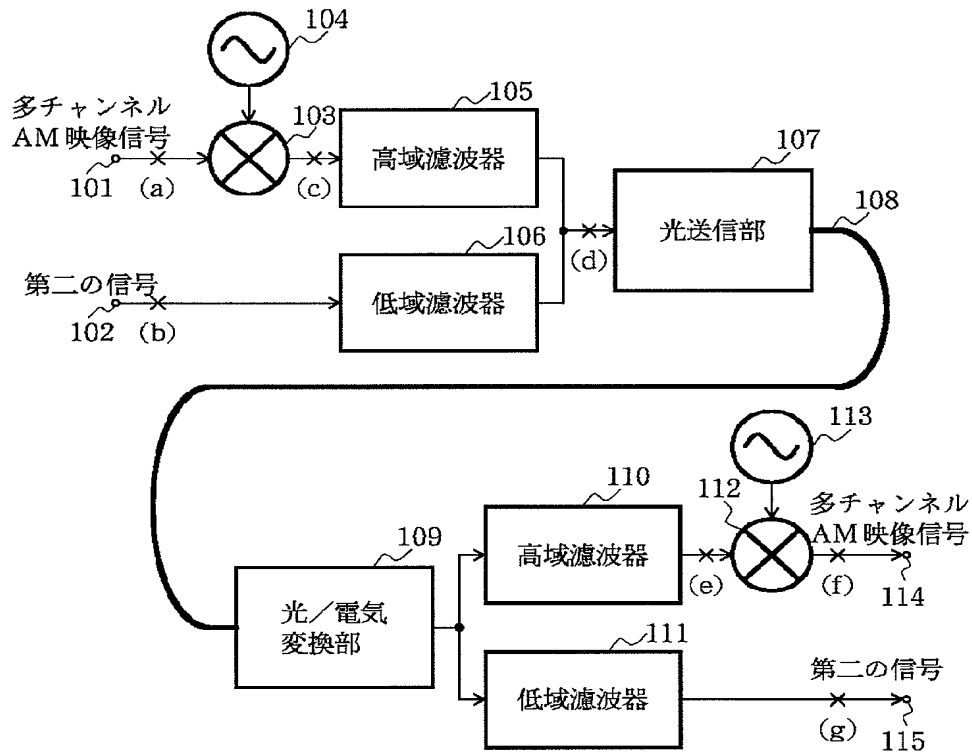 104
多チャンネル
AM映像信号
103
105
高域濾波器
101
(a)
(c)
107
光送信部
108
(d)
第二の信号
106
低域濾波器
102
(b)
113
110
112
多チャンネル
AM映像信号
109
高域濾波器
(e)
(f)
114
光／電気
変換部
111
低域濾波器
第二の信号
(g)
115